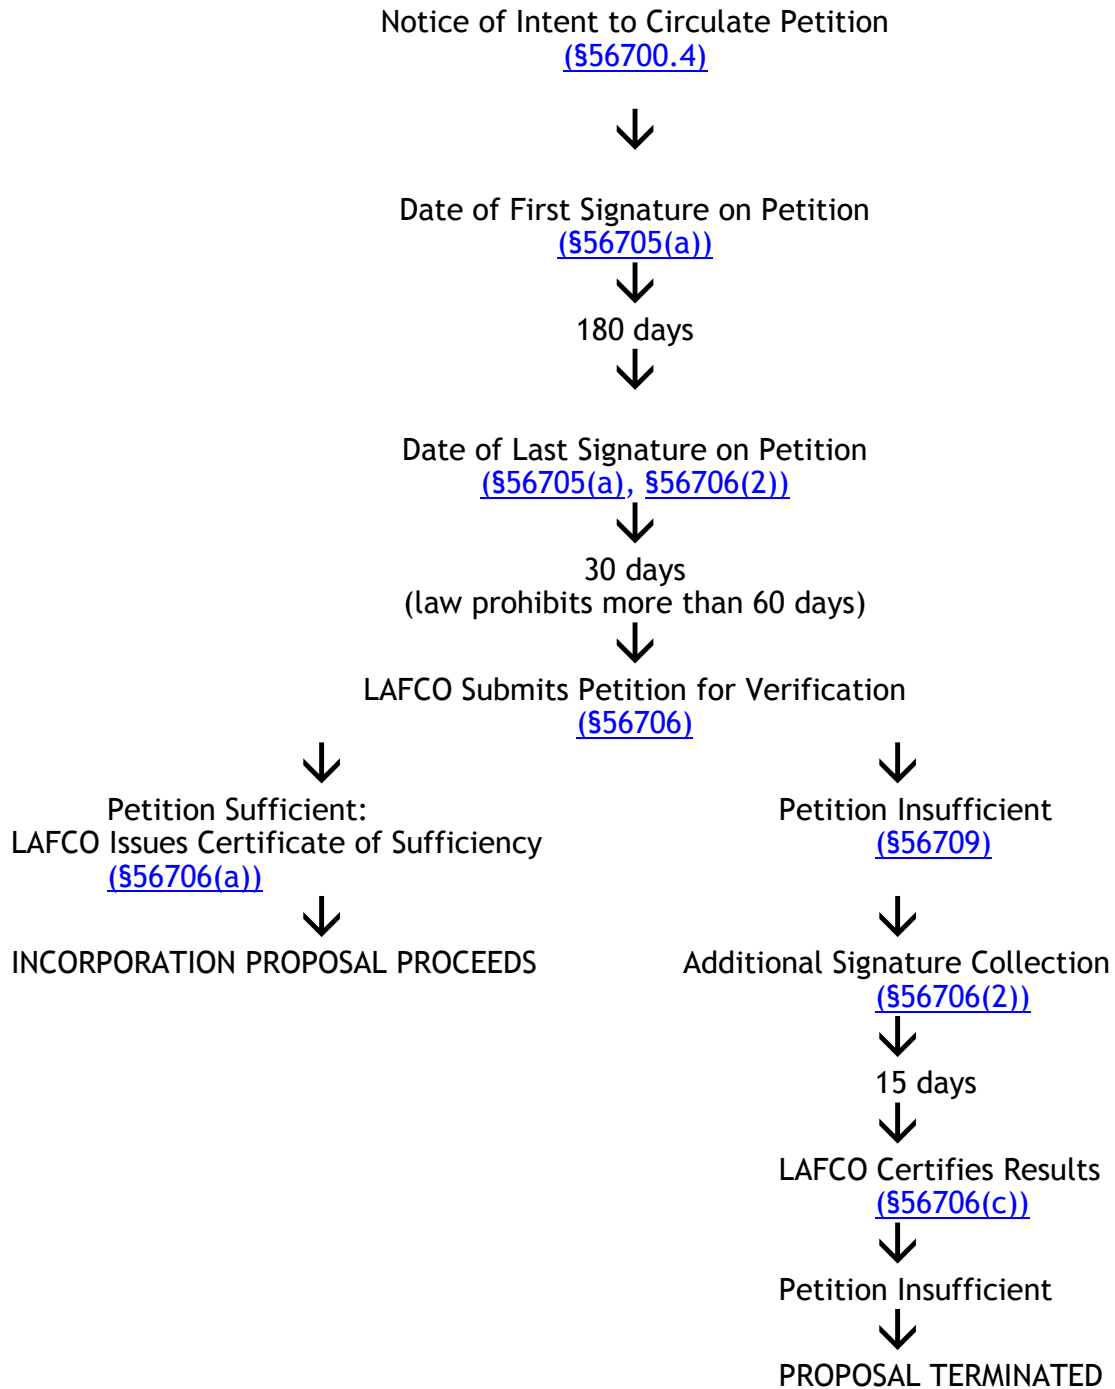 Notice of Intent to Circulate Petition
(§56700.4)
Date of First Signature on Petition
(§56705(a))
180 days
Date of Last Signature on Petition
(§56705(a), §56706(2))
30 days
(law prohibits more than 60 days)
LAFCO Submits Petition for Verification
(§56706)
Petition Sufficient:
LAFCO Issues Certificate of Sufficiency
(§56706(a))
INCORPORATION PROPOSAL PROCEEDS
Petition Insufficient
(§56709)
Additional Signature Collection
(§56706(2))
15 days
LAFCO Certifies Results
(§56706(c))
Petition Insufficient
PROPOSAL TERMINATED